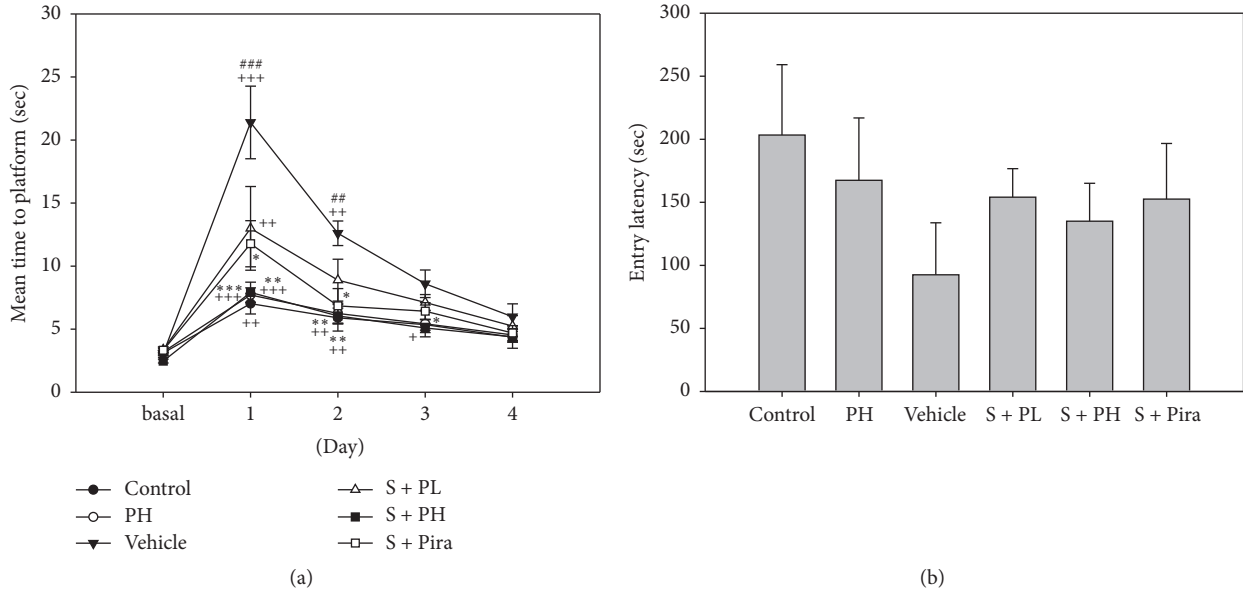 30
25
20
15
10
5
0
Mean time to platform (sec)
###
+++
++
*
***
+++
**
+++
++
##
++
*
**
++
**
++
*
+
basal 1 2 3 4
(Day)
Control
PH
Vehicle
S + PL
S + PH
S + Pira
(a)
300
250
200
150
100
50
0
Entry latency (sec)
Control PH Vehicle S + PL S + PH S + Pira
(b)